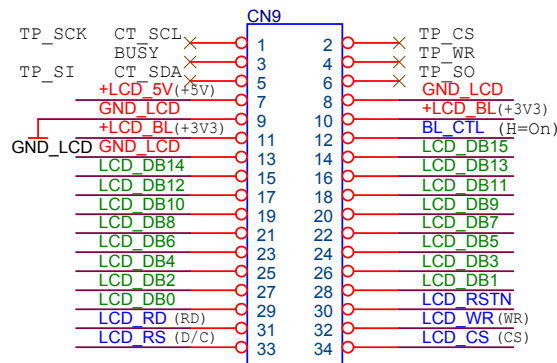 CN9
TP_SCK CT_SCL 1 2 TP_CS
BUSY 3 4 TP_WR
TP_SI CT_SDA 5 6 TP_SO
+LCD_5V (+5V) 7 8 GND_LCD
GND_LCD 9 10 +LCD_BL (+3V3)
+LCD_BL (+3V3) 11 12 BL_CTL (H=On)
GND_LCD GND_LCD 13 14 LCD_DB15
LCD_DB14 15 16 LCD_DB13
LCD_DB12 17 18 LCD_DB11
LCD_DB10 19 20 LCD_DB9
LCD_DB8 21 22 LCD_DB7
LCD_DB6 23 24 LCD_DB5
LCD_DB4 25 26 LCD_DB3
LCD_DB2 27 28 LCD_DB1
LCD_DB0 29 30 LCD_RSTN
LCD_RD (RD) 31 32 LCD_WR (WR)
LCD_RS (D/C) 33 34 LCD_CS (CS)